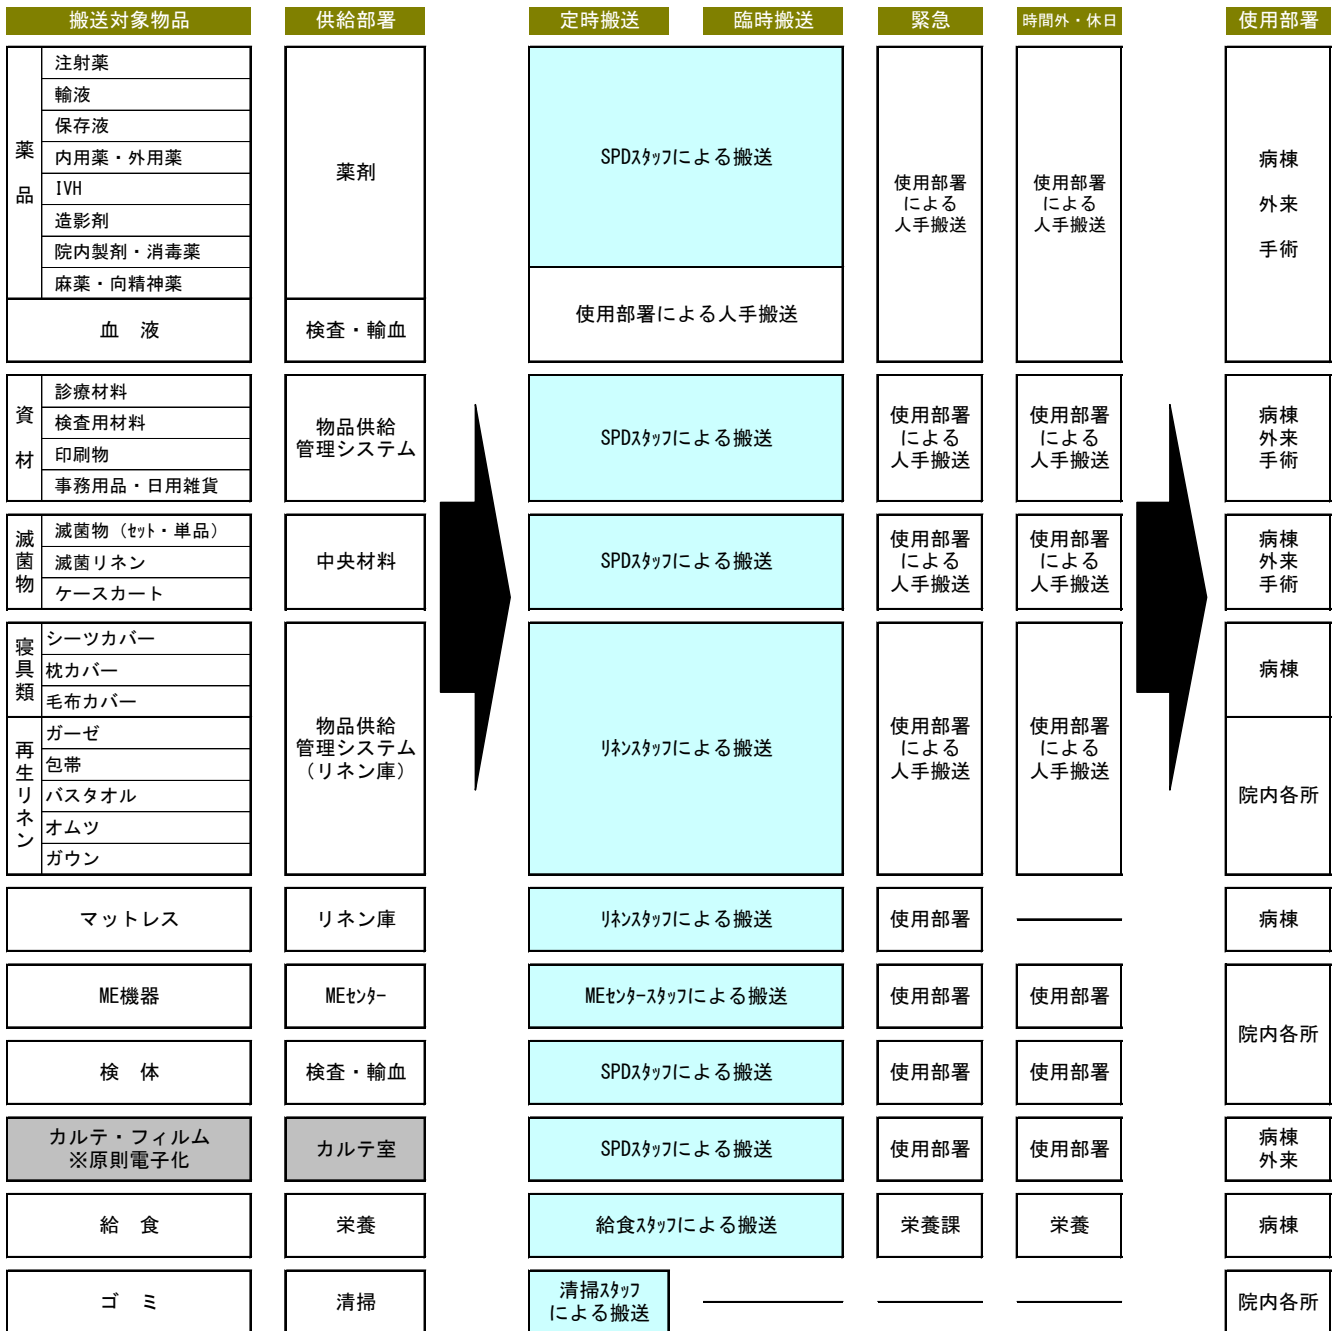 搬送対象物品
供給部署
定時搬送
臨時搬送
緊急
時間外・休日
使用部署
薬品
注射薬
輸液
保存液
内用薬・外用薬
IVH
造影剤
院内製剤・消毒薬
麻薬・向精神薬
薬剤
SPDｽﾀｯﾌによる搬送
使用部署
による
人手搬送
使用部署
による
人手搬送
病棟
外来
手術
血　液
検査・輸血
使用部署による人手搬送
資材
診療材料
検査用材料
印刷物
事務用品・日用雑貨
物品供給
管理システム
SPDｽﾀｯﾌによる搬送
使用部署
による
人手搬送
使用部署
による
人手搬送
病棟
外来
手術
滅菌物
滅菌物（ｾｯﾄ・単品）
滅菌リネン
ケースカート
中央材料
SPDｽﾀｯﾌによる搬送
使用部署
による
人手搬送
使用部署
による
人手搬送
病棟
外来
手術
寝具類
シーツカバー
枕カバー
毛布カバー
再生リネン
ガーゼ
包帯
バスタオル
オムツ
ガウン
物品供給
管理システム
（リネン庫）
ﾘﾈﾝｽﾀｯﾌによる搬送
使用部署
による
人手搬送
使用部署
による
人手搬送
病棟
院内各所
マットレス
リネン庫
ﾘﾈﾝｽﾀｯﾌによる搬送
使用部署
病棟
ME機器
MEｾﾝﾀｰ
MEｾﾝﾀｰｽﾀｯﾌによる搬送
使用部署
使用部署
院内各所
検　体
検査・輸血
SPDｽﾀｯﾌによる搬送
使用部署
使用部署
カルテ・フィルム
※原則電子化
カルテ室
SPDｽﾀｯﾌによる搬送
使用部署
使用部署
病棟
外来
給　食
栄養
給食ｽﾀｯﾌによる搬送
栄養課
栄養
病棟
ゴ　ミ
清掃
清掃ｽﾀｯﾌ
による搬送
院内各所